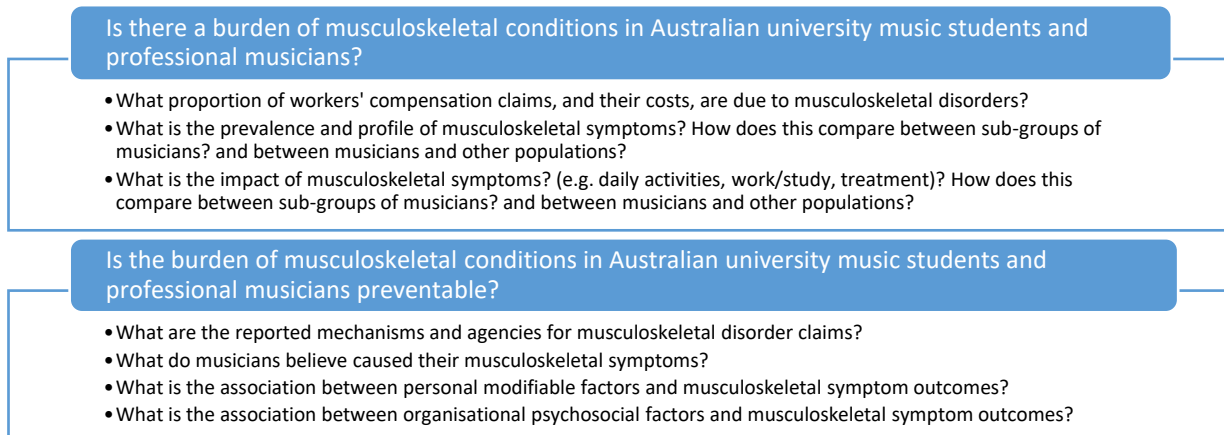 Is there a burden of musculoskeletal conditions in Australian university music students and
professional musicians?
•What proportion of workers' compensation claims, and their costs, are due to musculoskeletal disorders?
•What is the prevalence and profile of musculoskeletal symptoms? How does this compare between sub-groups of
musicians? and between musicians and other populations?
•What is the impact of musculoskeletal symptoms? (e.g. daily activities, work/study, treatment)? How does this
compare between sub-groups of musicians? and between musicians and other populations?
Is the burden of musculoskeletal conditions in Australian university music students and
professional musicians preventable?
•What are the reported mechanisms and agencies for musculoskeletal disorder claims?
•What do musicians believe caused their musculoskeletal symptoms?
•What is the association between personal modifiable factors and musculoskeletal symptom outcomes?
•What is the association between organisational psychosocial factors and musculoskeletal symptom outcomes?